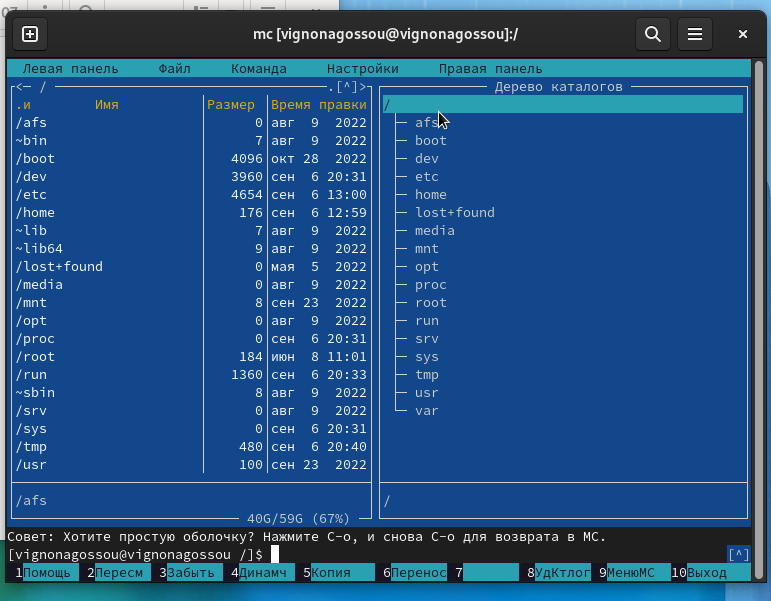 07
mc [vignonagossou@vignonagossou]:/
Левая панель Файл Команда Настройки Правая панель
<─ / .[^]> Дерево каталогов
.и Имя Размер Время правки /
/afs 0 авг 9 2022 afs
~bin 7 авг 9 2022 boot
/boot 4096 окт 28 2022 dev
/dev 3960 сен 6 20:31 etc
/etc 4654 сен 6 13:00 home
/home 176 сен 6 12:59 lost+found
~lib 7 авг 9 2022 media
~lib64 9 авг 9 2022 mnt
/lost+found 0 мая 5 2022 opt
/media 0 авг 9 2022 proc
/mnt 8 сен 23 2022 root
/opt 0 авг 9 2022 run
/proc 0 сен 6 20:31 srv
/root 184 июн 8 11:01 sys
/run 1360 сен 6 20:33 tmp
~sbin 8 авг 9 2022 usr
/srv 0 авг 9 2022 var
/sys 0 сен 6 20:31
/tmp 480 сен 6 20:40
/usr 100 сен 23 2022
/afs /
40G/59G (67%)
Совет: Хотите простую оболочку? Нажмите C-o, и снова C-o для возврата в MC.
[vignonagossou@vignonagossou /]$ [^]
1Помощь 2Пересм 3Забыть 4Динамч 5Копия 6Перенос 7 8УдКтлог 9МенюMC 10Выход